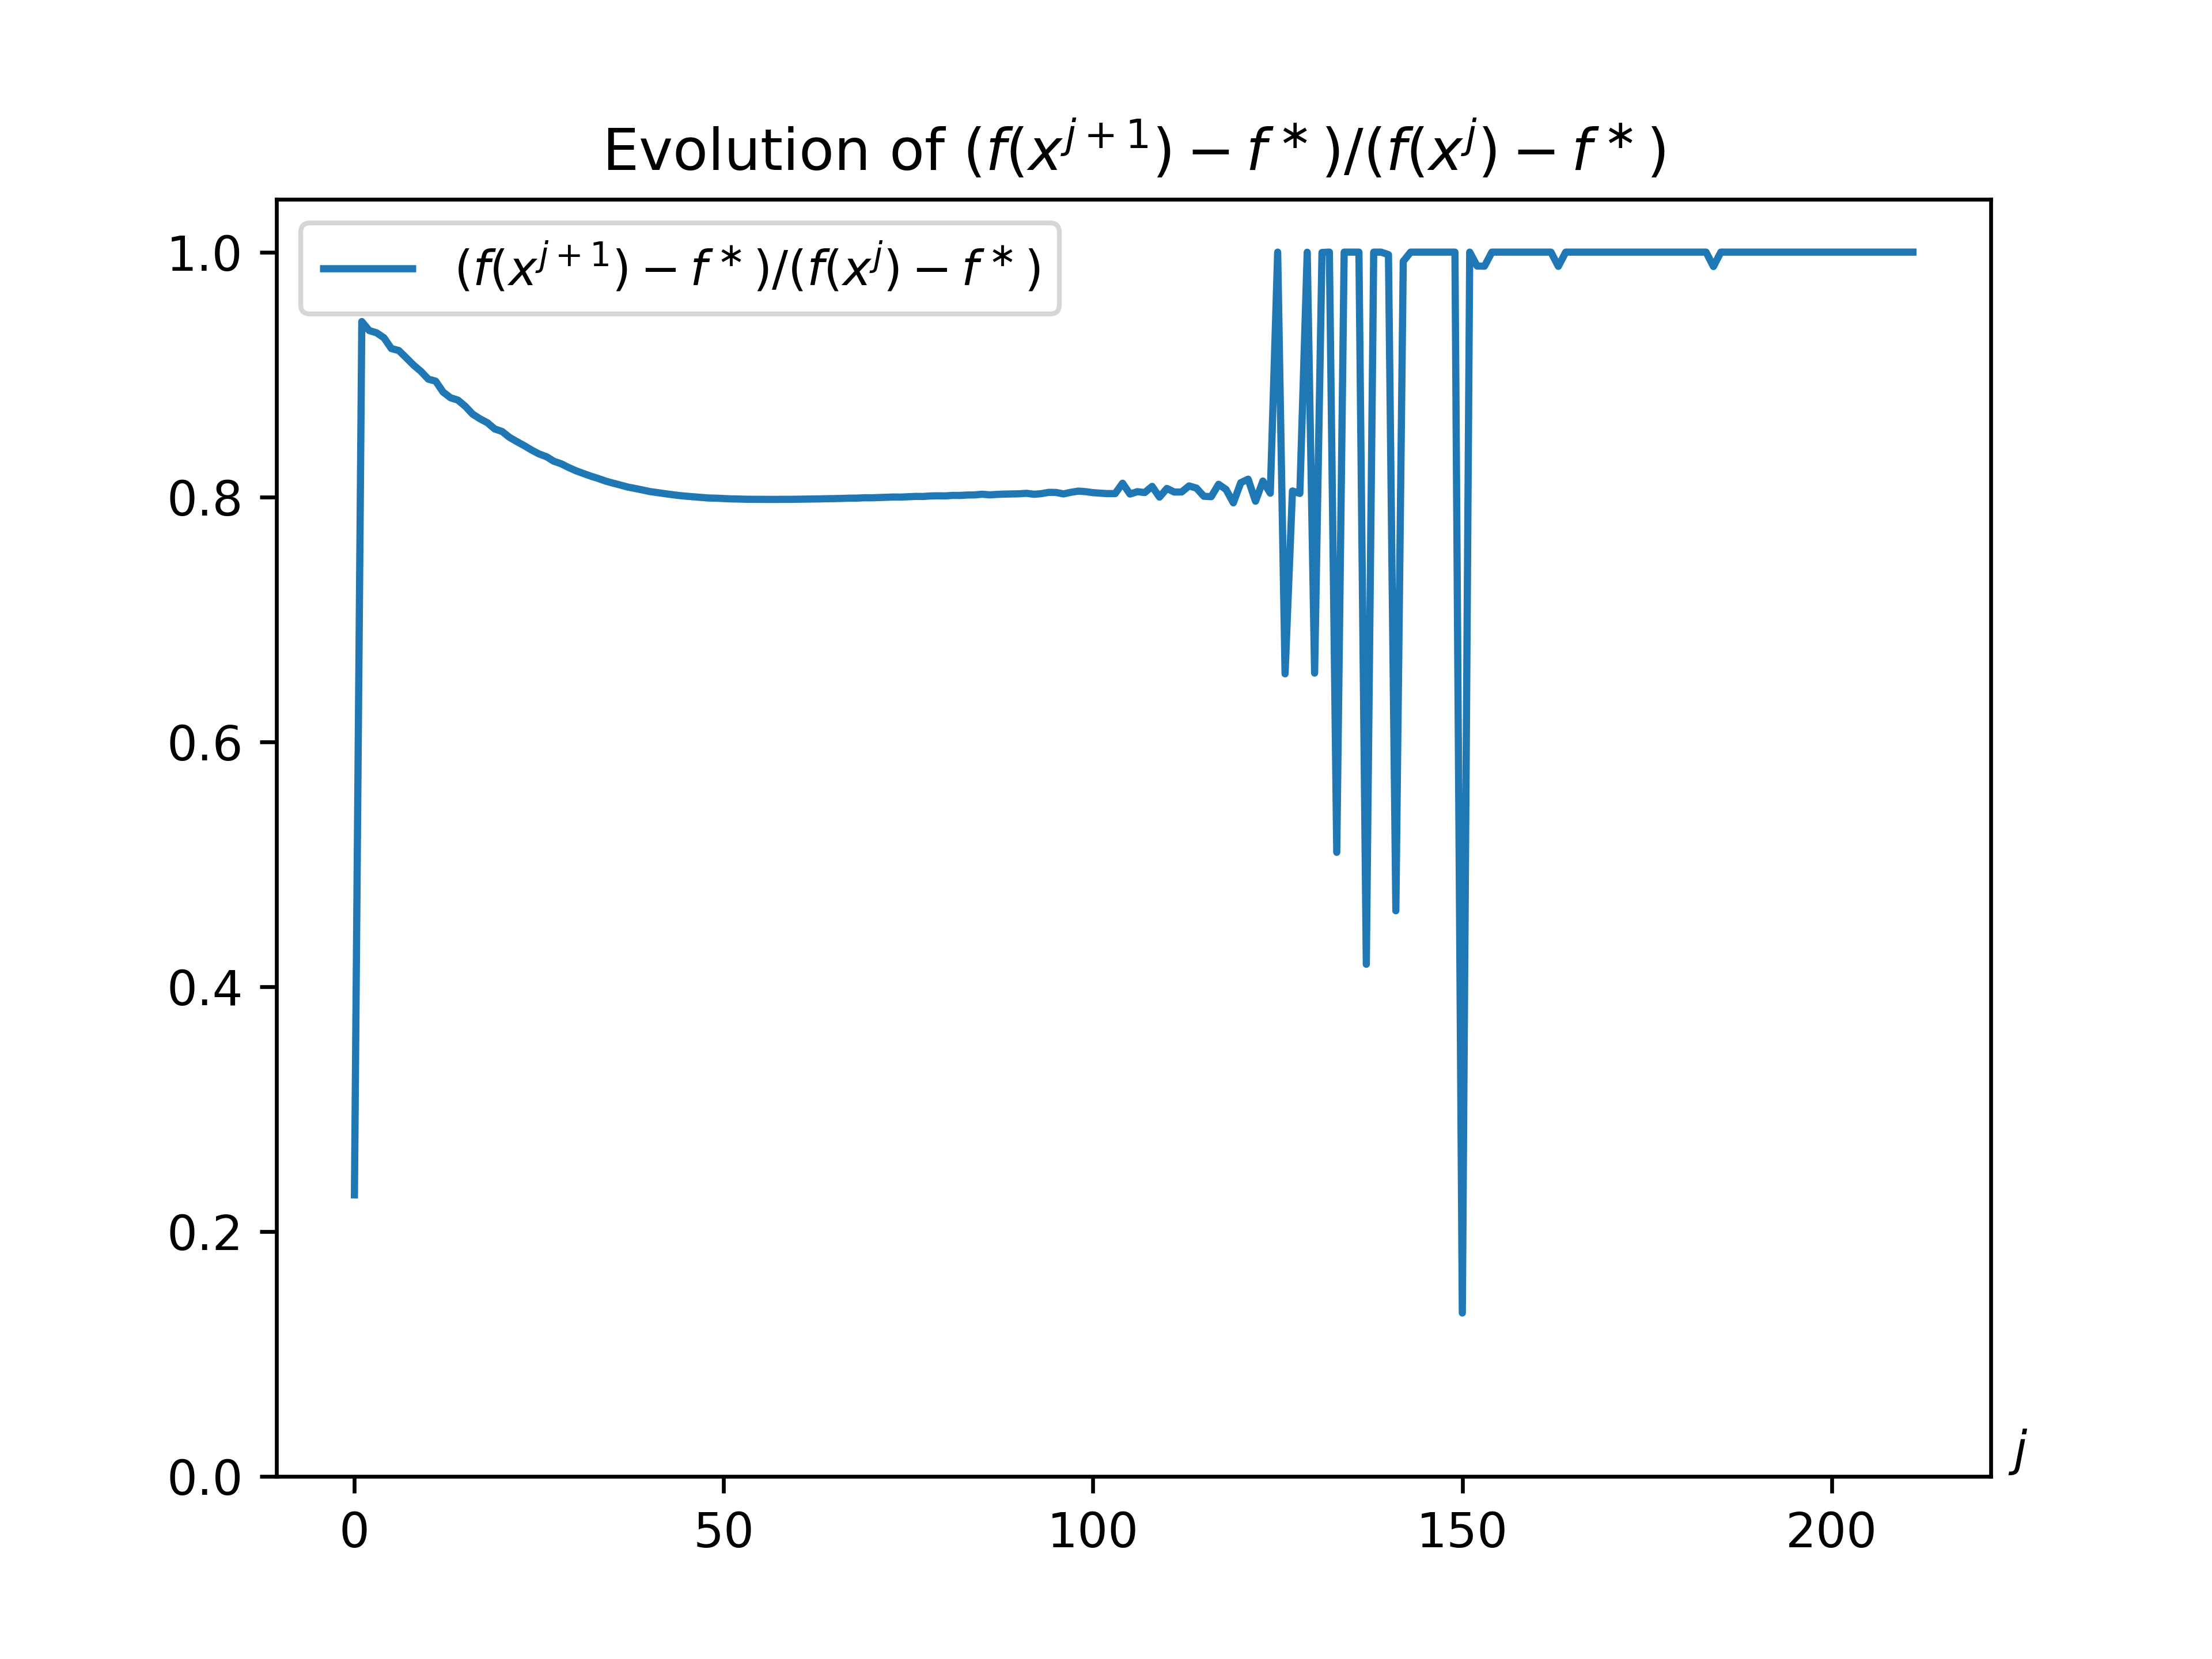 Evolution of $(f(x^{j+1}) - f*)/(f(x^{j}) - f*)$
$(f(x^{j+1}) - f*)/(f(x^{j}) - f*)$
1.0
0.8
0.6
0.4
0.2
0.0
j
0 50 100 150 200